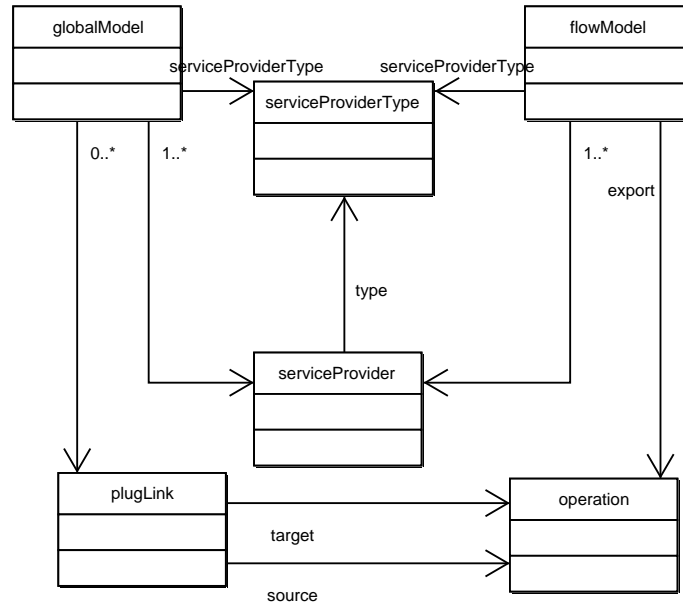 globalModel
flowModel
serviceProviderType
serviceProviderType
serviceProviderType
0..*
1..*
1..*
export
type
serviceProvider
plugLink
operation
target
source